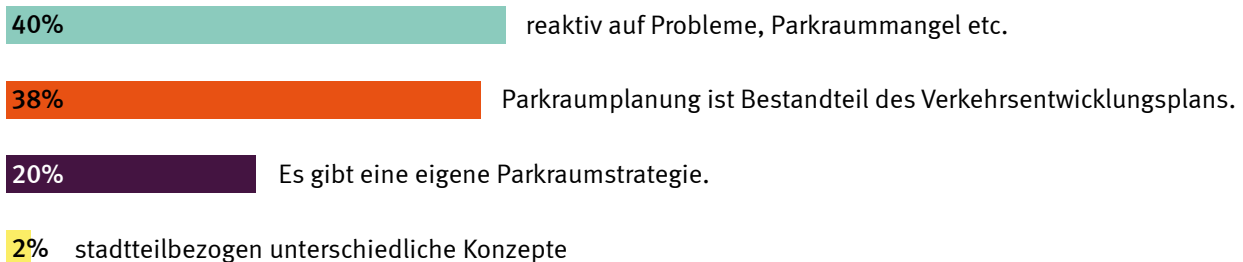 40% reaktiv auf Probleme, Parkraummangel etc.
38% Parkraumplanung ist Bestandteil des Verkehrsentwicklungsplans.
20% Es gibt eine eigene Parkraumstrategie.
2% stadtteilbezogen unterschiedliche Konzepte